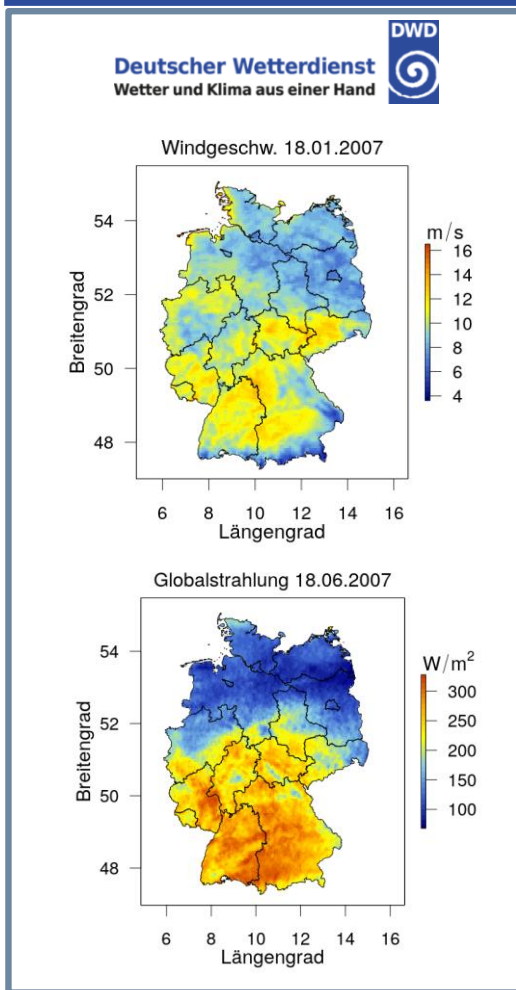 DWD
Deutscher Wetterdienst
Wetter und Klima aus einer Hand
Windgeschw. 18.01.2007
m/s
16
14
12
10
8
6
4
54
52
50
48
Breitengrad
6 8 10 12 14 16
Längengrad
Globalstrahlung 18.06.2007
W/m²
300
250
200
150
100
54
52
50
48
Breitengrad
6 8 10 12 14 16
Längengrad